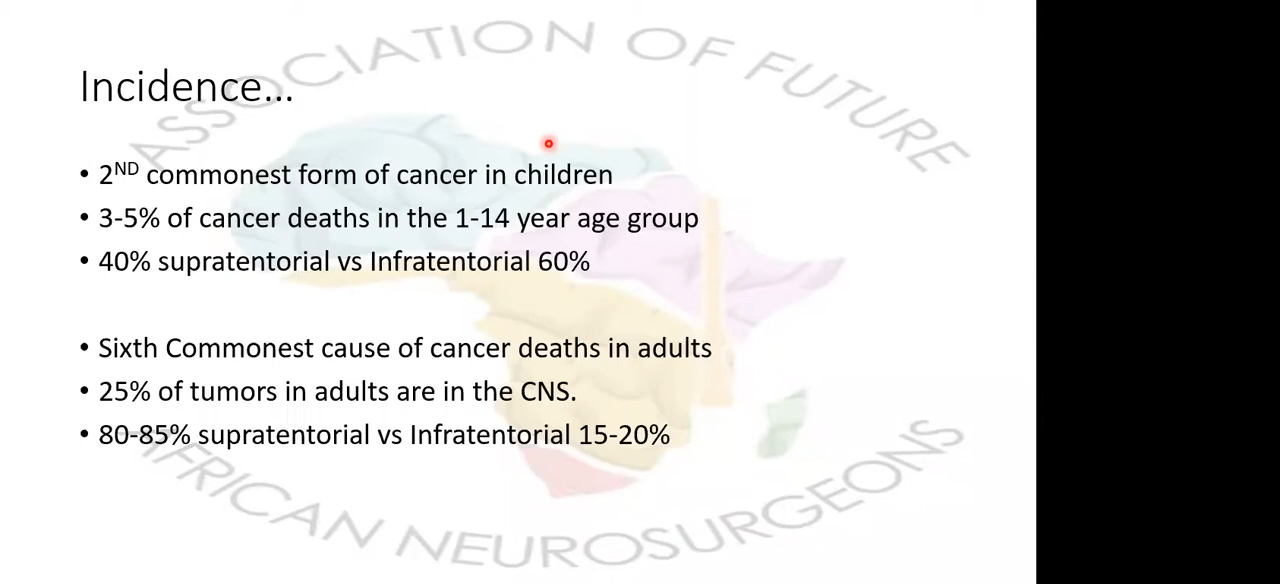 ASSOCIATION OF FUTURE
Incidence...
• 2ND commonest form of cancer in children
• 3-5% of cancer deaths in the 1-14 year age group
• 40% supratentorial vs Infratentorial 60%
• Sixth Commonest cause of cancer deaths in adults
• 25% of tumors in adults are in the CNS.
• 80-85% supratentorial vs Infratentorial 15-20%
AFRICAN NEUROSURGEONS